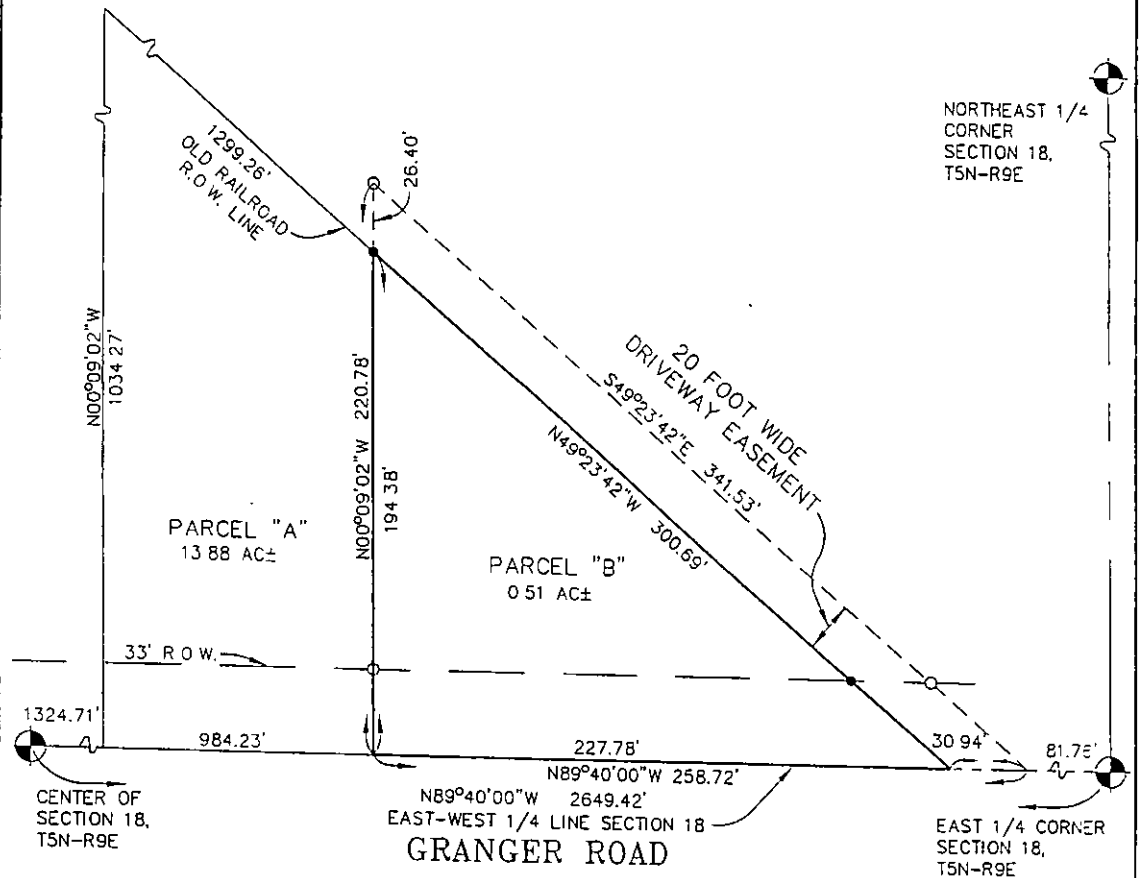 NORTHEAST 1/4
CORNER
SECTION 18,
T5N-R9E
1299.26'
OLD RAILROAD
R.O.W. LINE
26.40'
N00°09'02"W
1034 27'
N00°09'02"W 220.78'
194 38'
20 FOOT WIDE
DRIVEWAY EASEMENT
S49°23'42"E 341.53'
N49°23'42"W 300.69'
PARCEL "A"
13 88 AC±
PARCEL "B"
0 51 AC±
33' R O W.
1324.71'
984.23'
227.78'
30 94'
81.76'
N89°40'00"W 258.72'
N89°40'00"W 2649.42'
EAST-WEST 1/4 LINE SECTION 18
CENTER OF
SECTION 18,
T5N-R9E
GRANGER ROAD
EAST 1/4 CORNER
SECTION 18,
T5N-R9E